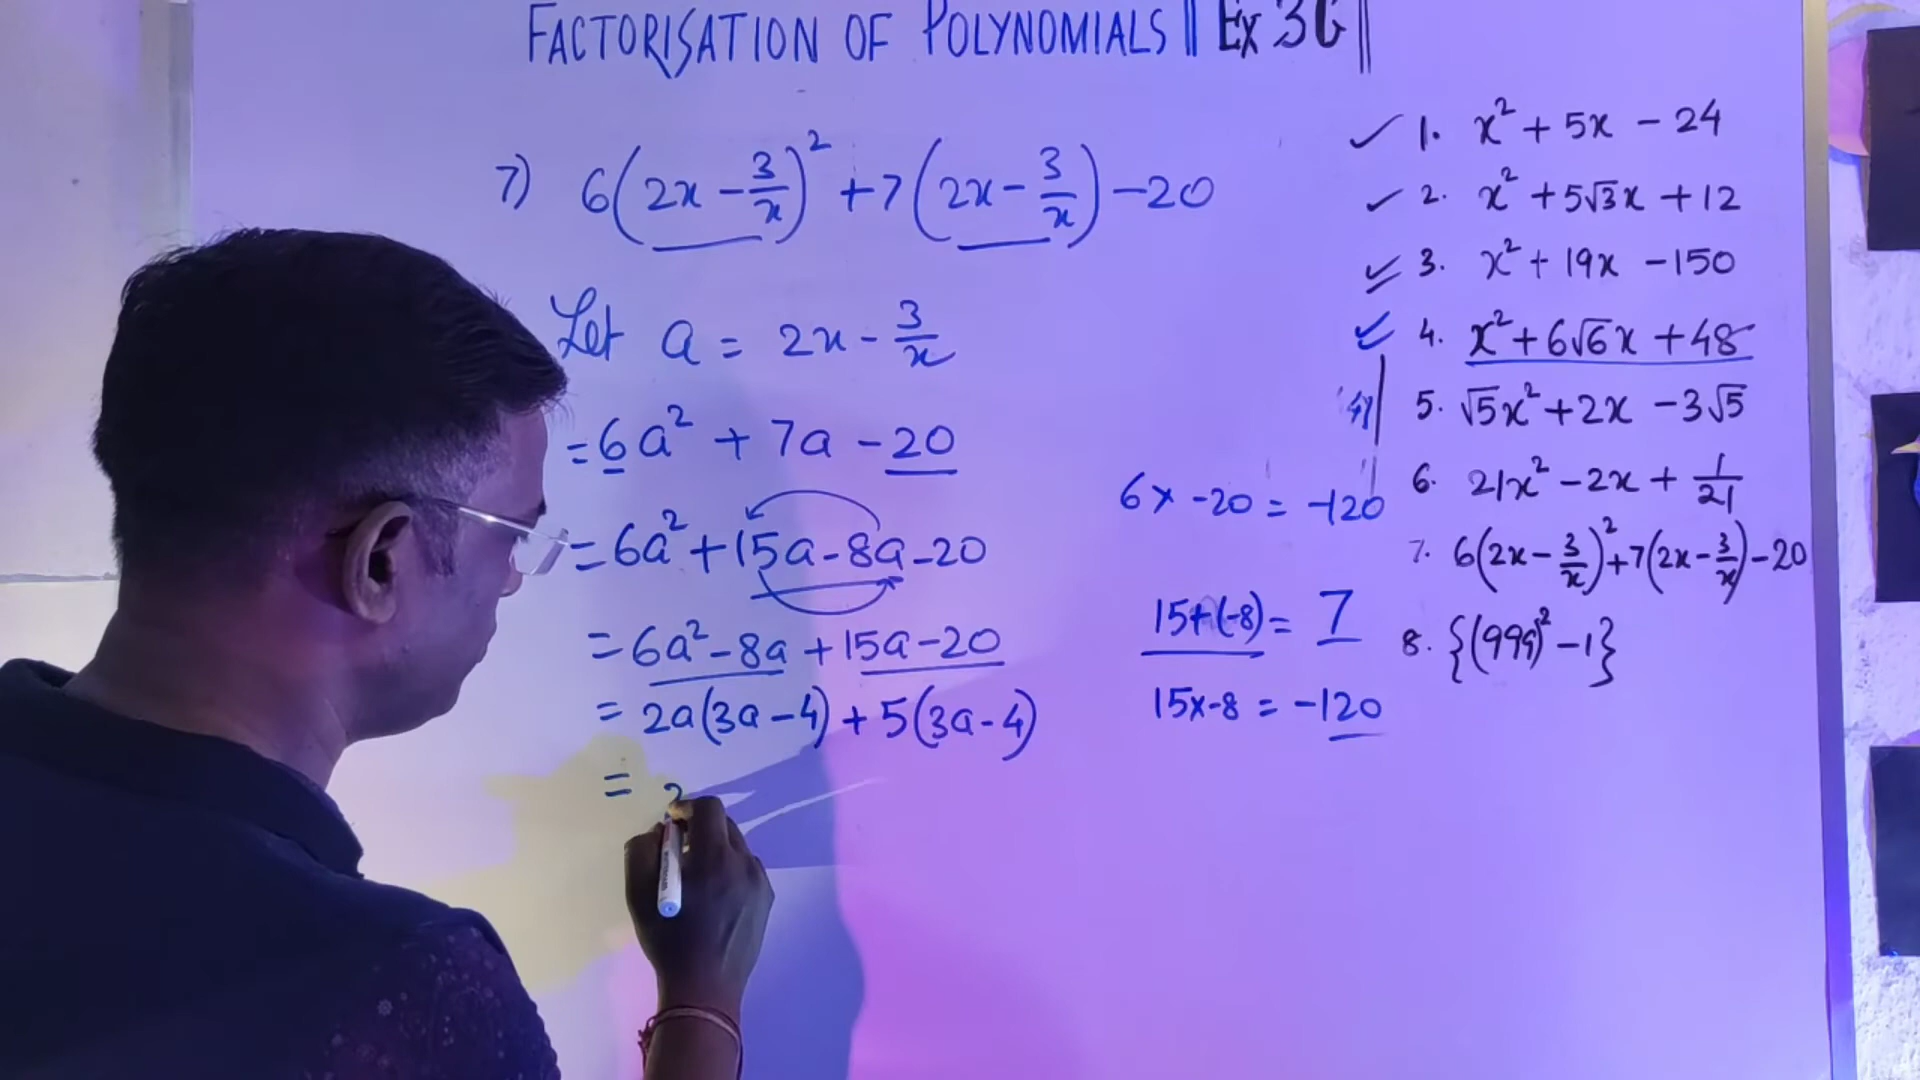 FACTORISATION OF POLYNOMIALS || Ex 3G ||
7) 6(2x - 3/x)² + 7(2x - 3/x) - 20
Let a = 2x - 3/x
= 6a² + 7a - 20
= 6a² + 15a - 8a - 20
= 6a² - 8a + 15a - 20
= 2a(3a - 4) + 5(3a - 4)
=
6 x -20 = -120
15 + (-8) = 7
15 x -8 = -120
1. x² + 5x - 24
2. x² + 5√3x + 12
3. x² + 19x - 150
4. x² + 6√6x + 48
5. √5x² + 2x - 3√5
6. 21x² - 2x + 1/21
7. 6(2x - 3/x)² + 7(2x - 3/x) - 20
8. {(999)² - 1}